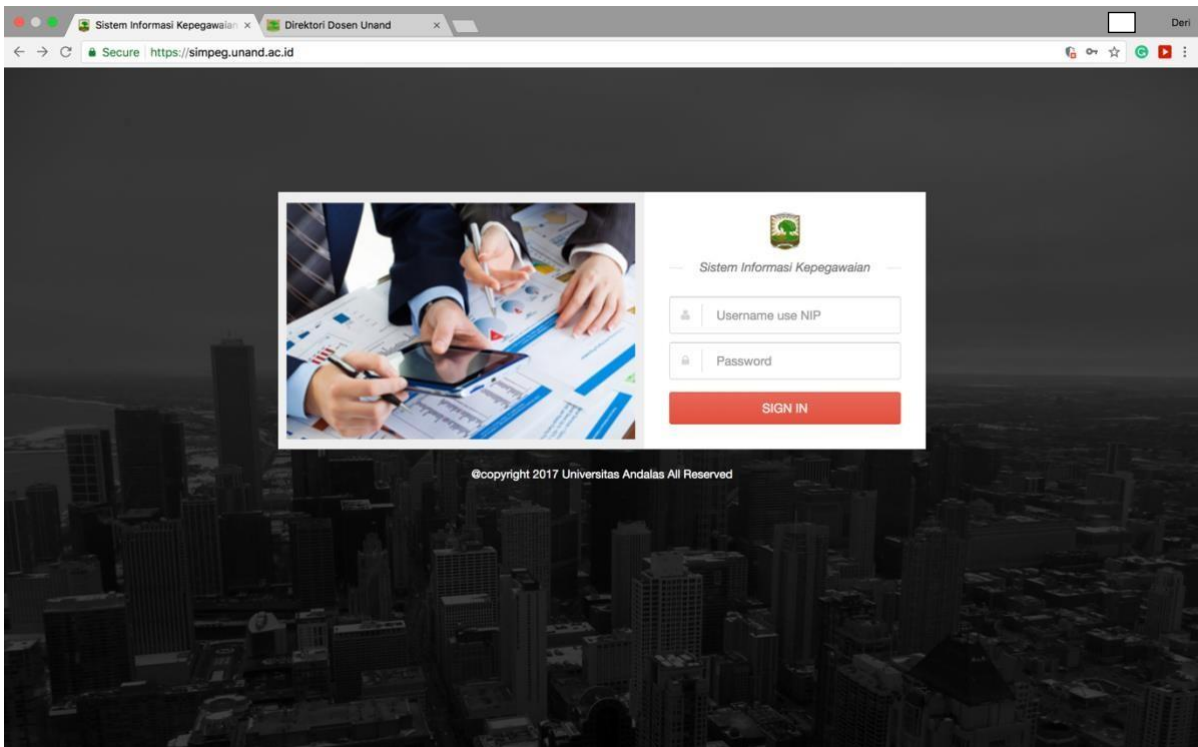 Sistem Informasi Kepegawaian
Direktori Dosen Unand
Deri
Secure https://simpeg.unand.ac.id
Sistem Informasi Kepegawaian
Username use NIP
Password
SIGN IN
@copyright 2017 Universitas Andalas All Reserved